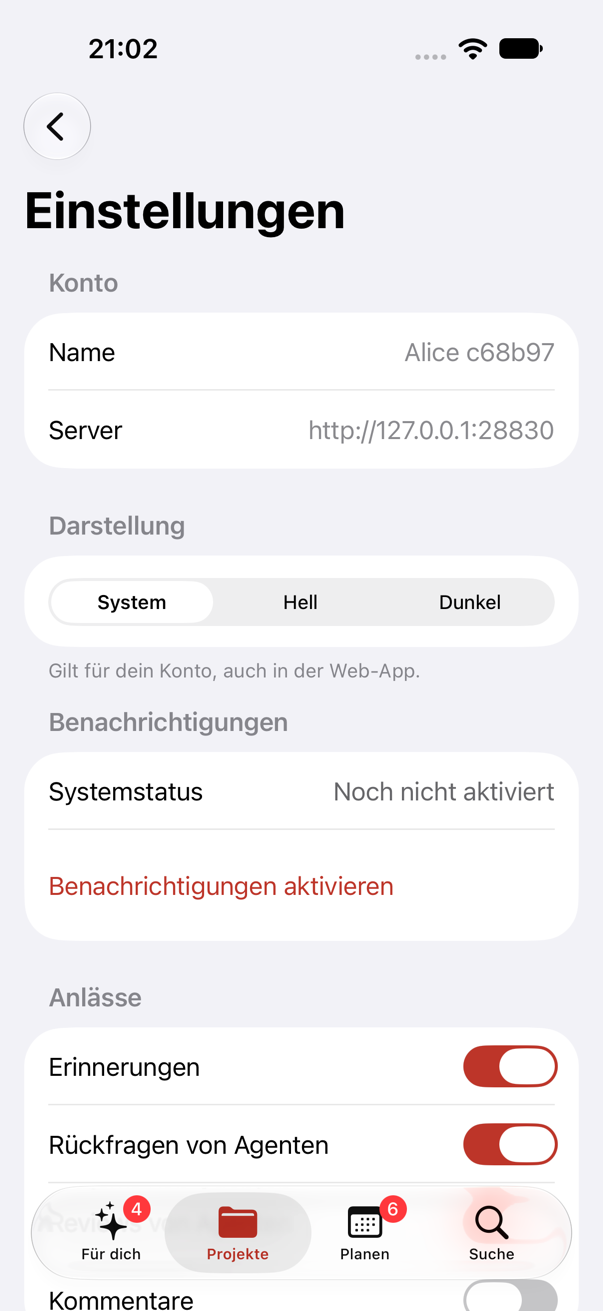 21:02
Einstellungen
Konto
Name Alice c68b97
Server http://127.0.0.1:28830
Darstellung
System Hell Dunkel
Gilt für dein Konto, auch in der Web-App.
Benachrichtigungen
Systemstatus Noch nicht aktiviert
Benachrichtigungen aktivieren
Anlässe
Erinnerungen
Rückfragen von Agenten
4 6
Für dich Projekte Planen Suche
Kommentare